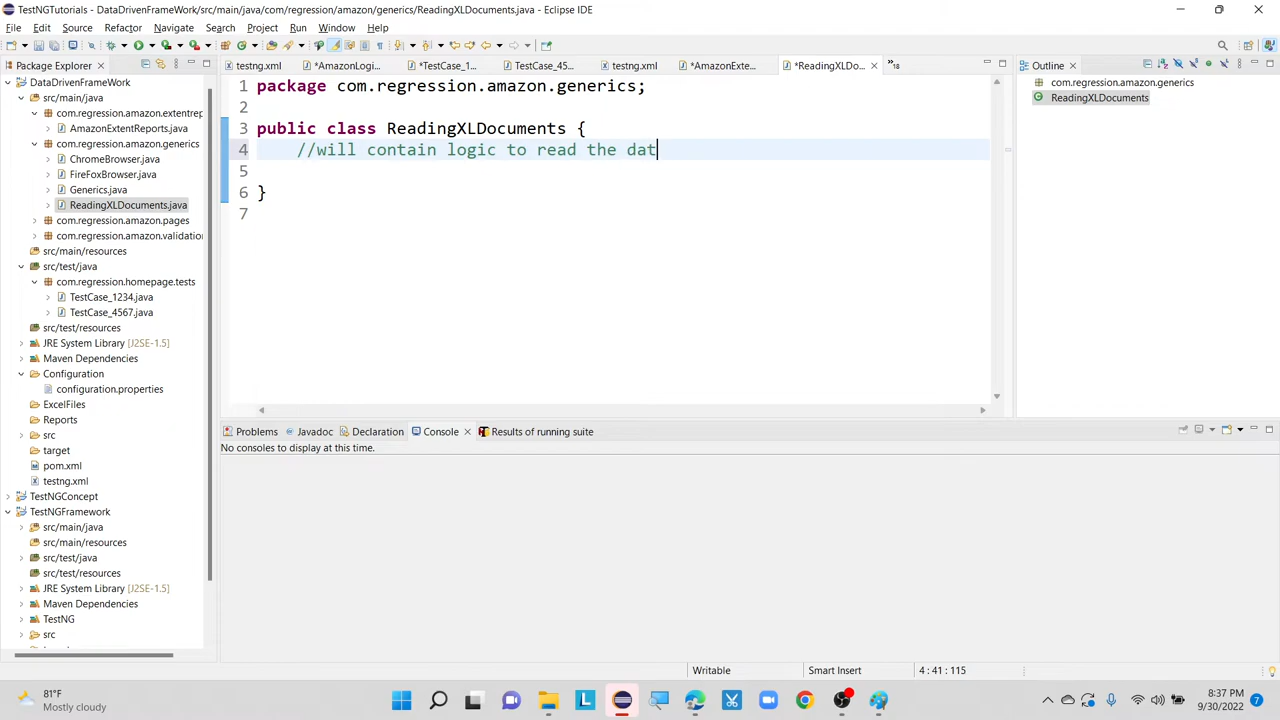 TestNGTutorials - DataDrivenFrameWork/src/main/java/com/regression/amazon/generics/ReadingXLDocuments.java - Eclipse IDE
File Edit Source Refactor Navigate Search Project Run Window Help
Package Explorer
testng.xml
*AmazonLogi...
*TestCase_1...
TestCase_45...
testng.xml
*AmazonExte...
*ReadingXLDo...
»18
Outline
DataDrivenFrameWork
src/main/java
com.regression.amazon.extentrep
AmazonExtentReports.java
com.regression.amazon.generics
ChromeBrowser.java
FireFoxBrowser.java
Generics.java
ReadingXLDocuments.java
com.regression.amazon.pages
com.regression.amazon.validation
src/main/resources
src/test/java
com.regression.homepage.tests
TestCase_1234.java
TestCase_4567.java
src/test/resources
JRE System Library [J2SE-1.5]
Maven Dependencies
Configuration
configuration.properties
ExcelFiles
Reports
src
target
pom.xml
testng.xml
TestNGConcept
TestNGFramework
src/main/java
src/main/resources
src/test/java
src/test/resources
JRE System Library [J2SE-1.5]
Maven Dependencies
TestNG
src
1 package com.regression.amazon.generics;
2
3 public class ReadingXLDocuments {
4 //will contain logic to read the dat
5
6 }
7
com.regression.amazon.generics
ReadingXLDocuments
Problems Javadoc Declaration Console Results of running suite
No consoles to display at this time.
Writable Smart Insert 4 : 41 : 115
81°F
Mostly cloudy
8:37 PM
9/30/2022
7